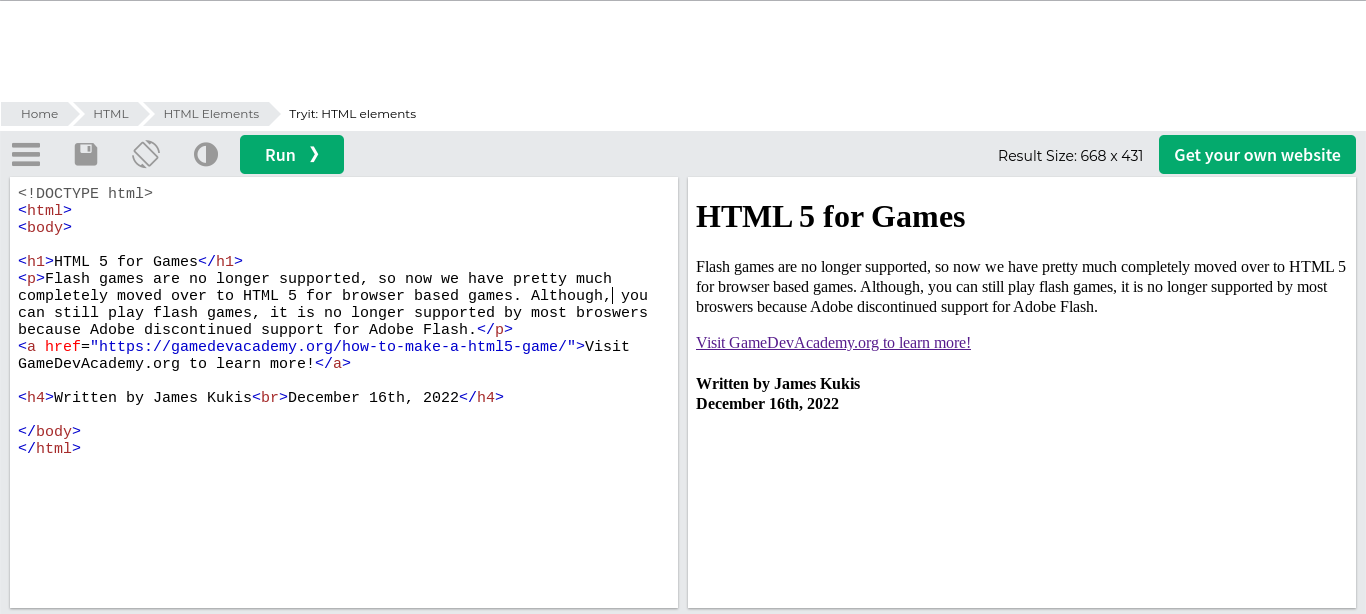 Home HTML HTML Elements Tryit: HTML elements
Run ❯ Result Size: 668 x 431 Get your own website
<!DOCTYPE html>
<html>
<body>
<h1>HTML 5 for Games</h1>
<p>Flash games are no longer supported, so now we have pretty much
completely moved over to HTML 5 for browser based games. Although, you
can still play flash games, it is no longer supported by most broswers
because Adobe discontinued support for Adobe Flash.</p>
<a href="https://gamedevacademy.org/how-to-make-a-html5-game/">Visit
GameDevAcademy.org to learn more!</a>
<h4>Written by James Kukis<br>December 16th, 2022</h4>
</body>
</html>
HTML 5 for Games
Flash games are no longer supported, so now we have pretty much completely moved over to HTML 5
for browser based games. Although, you can still play flash games, it is no longer supported by most
broswers because Adobe discontinued support for Adobe Flash.
Visit GameDevAcademy.org to learn more!
Written by James Kukis
December 16th, 2022